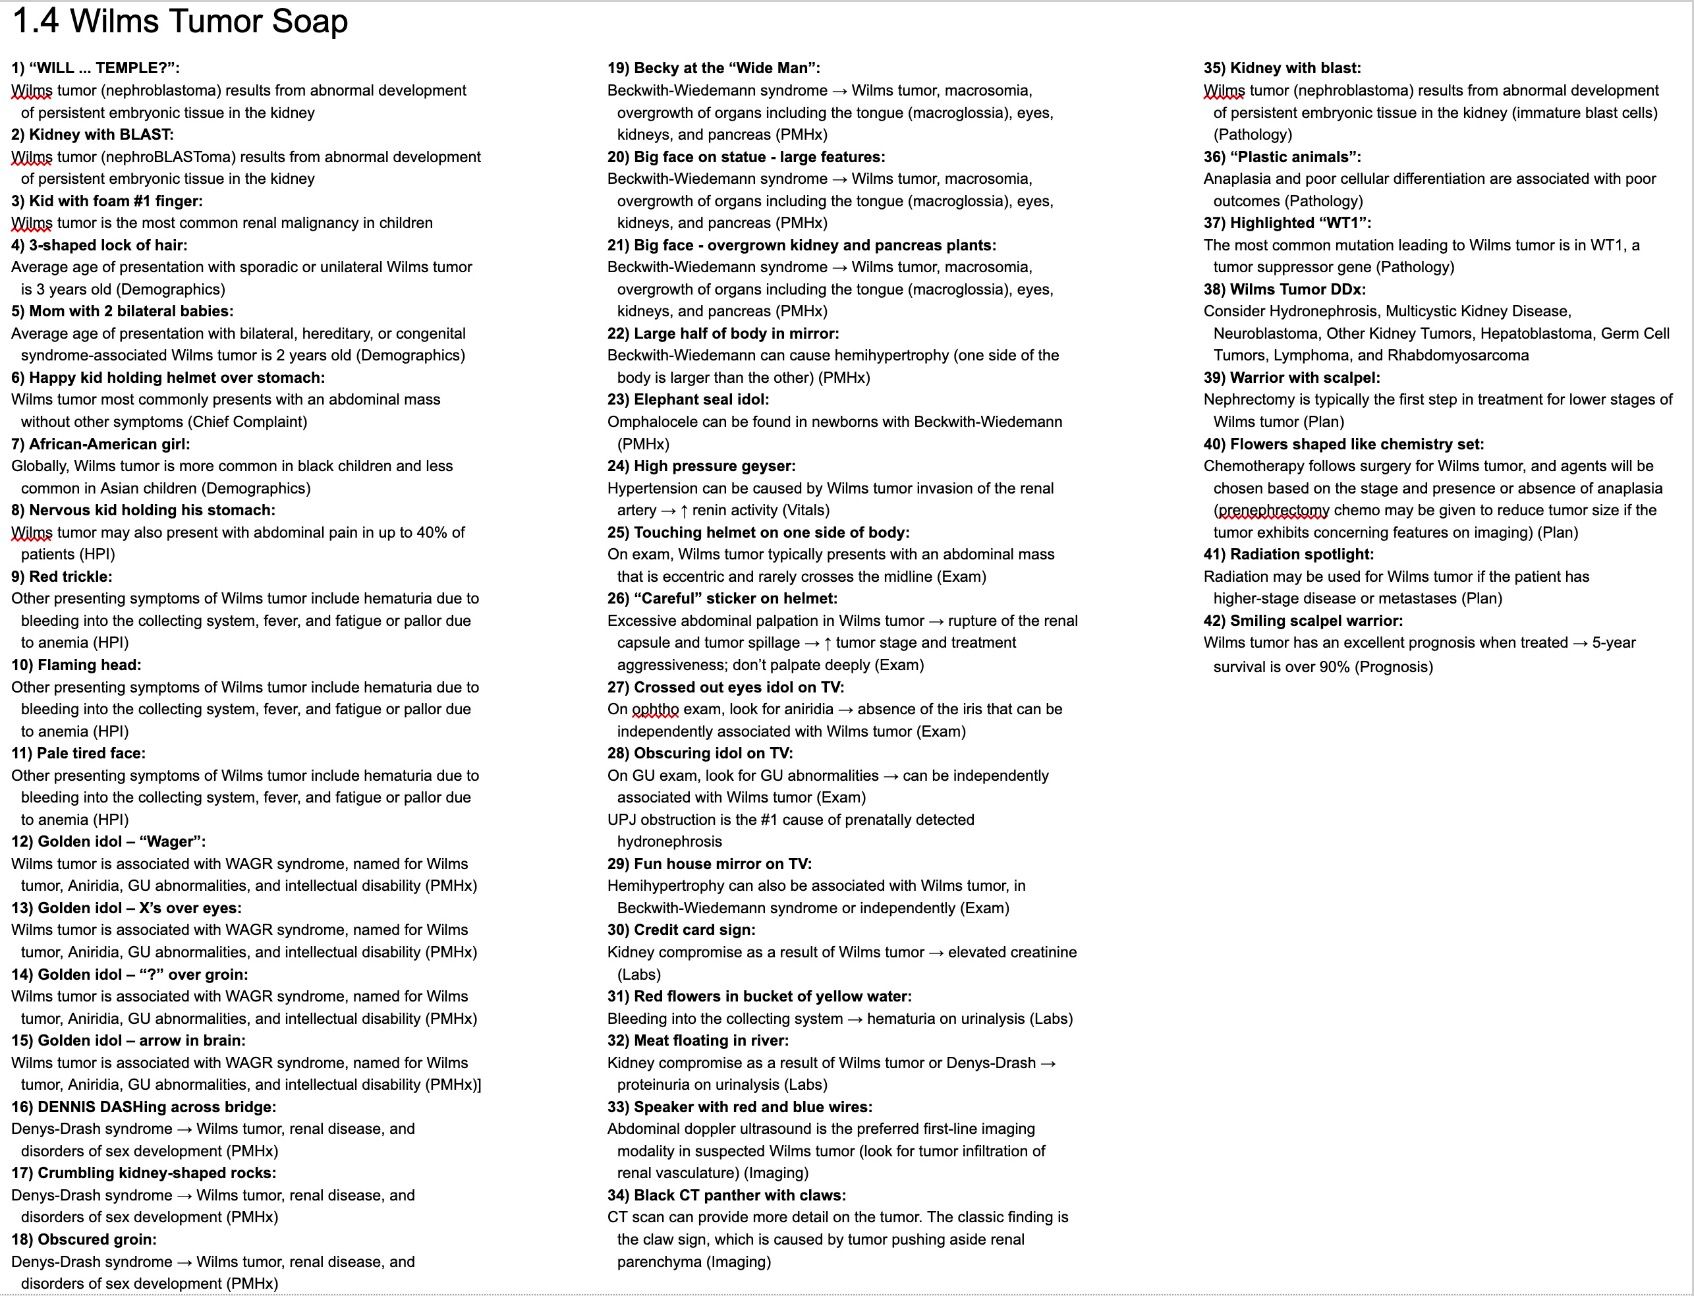 1.4 Wilms Tumor Soap
1) “WILL ... TEMPLE?”:
Wilms tumor (nephroblastoma) results from abnormal development
of persistent embryonic tissue in the kidney
2) Kidney with BLAST:
Wilms tumor (nephroBLASToma) results from abnormal development
of persistent embryonic tissue in the kidney
3) Kid with foam #1 finger:
Wilms tumor is the most common renal malignancy in children
4) 3-shaped lock of hair:
Average age of presentation with sporadic or unilateral Wilms tumor
is 3 years old (Demographics)
5) Mom with 2 bilateral babies:
Average age of presentation with bilateral, hereditary, or congenital
syndrome-associated Wilms tumor is 2 years old (Demographics)
6) Happy kid holding helmet over stomach:
Wilms tumor most commonly presents with an abdominal mass
without other symptoms (Chief Complaint)
7) African-American girl:
Globally, Wilms tumor is more common in black children and less
common in Asian children (Demographics)
8) Nervous kid holding his stomach:
Wilms tumor may also present with abdominal pain in up to 40% of
patients (HPI)
9) Red trickle:
Other presenting symptoms of Wilms tumor include hematuria due to
bleeding into the collecting system, fever, and fatigue or pallor due
to anemia (HPI)
10) Flaming head:
Other presenting symptoms of Wilms tumor include hematuria due to
bleeding into the collecting system, fever, and fatigue or pallor due
to anemia (HPI)
11) Pale tired face:
Other presenting symptoms of Wilms tumor include hematuria due to
bleeding into the collecting system, fever, and fatigue or pallor due
to anemia (HPI)
12) Golden idol – “Wager”:
Wilms tumor is associated with WAGR syndrome, named for Wilms
tumor, Aniridia, GU abnormalities, and intellectual disability (PMHx)
13) Golden idol – X’s over eyes:
Wilms tumor is associated with WAGR syndrome, named for Wilms
tumor, Aniridia, GU abnormalities, and intellectual disability (PMHx)
14) Golden idol – “?” over groin:
Wilms tumor is associated with WAGR syndrome, named for Wilms
tumor, Aniridia, GU abnormalities, and intellectual disability (PMHx)
15) Golden idol – arrow in brain:
Wilms tumor is associated with WAGR syndrome, named for Wilms
tumor, Aniridia, GU abnormalities, and intellectual disability (PMHx)]
16) DENNIS DASHing across bridge:
Denys-Drash syndrome → Wilms tumor, renal disease, and
disorders of sex development (PMHx)
17) Crumbling kidney-shaped rocks:
Denys-Drash syndrome → Wilms tumor, renal disease, and
disorders of sex development (PMHx)
18) Obscured groin:
Denys-Drash syndrome → Wilms tumor, renal disease, and
disorders of sex development (PMHx)
19) Becky at the “Wide Man”:
Beckwith-Wiedemann syndrome → Wilms tumor, macrosomia,
overgrowth of organs including the tongue (macroglossia), eyes,
kidneys, and pancreas (PMHx)
20) Big face on statue - large features:
Beckwith-Wiedemann syndrome → Wilms tumor, macrosomia,
overgrowth of organs including the tongue (macroglossia), eyes,
kidneys, and pancreas (PMHx)
21) Big face - overgrown kidney and pancreas plants:
Beckwith-Wiedemann syndrome → Wilms tumor, macrosomia,
overgrowth of organs including the tongue (macroglossia), eyes,
kidneys, and pancreas (PMHx)
22) Large half of body in mirror:
Beckwith-Wiedemann can cause hemihypertrophy (one side of the
body is larger than the other) (PMHx)
23) Elephant seal idol:
Omphalocele can be found in newborns with Beckwith-Wiedemann
(PMHx)
24) High pressure geyser:
Hypertension can be caused by Wilms tumor invasion of the renal
artery → ↑ renin activity (Vitals)
25) Touching helmet on one side of body:
On exam, Wilms tumor typically presents with an abdominal mass
that is eccentric and rarely crosses the midline (Exam)
26) “Careful” sticker on helmet:
Excessive abdominal palpation in Wilms tumor → rupture of the renal
capsule and tumor spillage → ↑ tumor stage and treatment
aggressiveness; don’t palpate deeply (Exam)
27) Crossed out eyes idol on TV:
On ophtho exam, look for aniridia → absence of the iris that can be
independently associated with Wilms tumor (Exam)
28) Obscuring idol on TV:
On GU exam, look for GU abnormalities → can be independently
associated with Wilms tumor (Exam)
UPJ obstruction is the #1 cause of prenatally detected
hydronephrosis
29) Fun house mirror on TV:
Hemihypertrophy can also be associated with Wilms tumor, in
Beckwith-Wiedemann syndrome or independently (Exam)
30) Credit card sign:
Kidney compromise as a result of Wilms tumor → elevated creatinine
(Labs)
31) Red flowers in bucket of yellow water:
Bleeding into the collecting system → hematuria on urinalysis (Labs)
32) Meat floating in river:
Kidney compromise as a result of Wilms tumor or Denys-Drash →
proteinuria on urinalysis (Labs)
33) Speaker with red and blue wires:
Abdominal doppler ultrasound is the preferred first-line imaging
modality in suspected Wilms tumor (look for tumor infiltration of
renal vasculature) (Imaging)
34) Black CT panther with claws:
CT scan can provide more detail on the tumor. The classic finding is
the claw sign, which is caused by tumor pushing aside renal
parenchyma (Imaging)
35) Kidney with blast:
Wilms tumor (nephroblastoma) results from abnormal development
of persistent embryonic tissue in the kidney (immature blast cells)
(Pathology)
36) “Plastic animals”:
Anaplasia and poor cellular differentiation are associated with poor
outcomes (Pathology)
37) Highlighted “WT1”:
The most common mutation leading to Wilms tumor is in WT1, a
tumor suppressor gene (Pathology)
38) Wilms Tumor DDx:
Consider Hydronephrosis, Multicystic Kidney Disease,
Neuroblastoma, Other Kidney Tumors, Hepatoblastoma, Germ Cell
Tumors, Lymphoma, and Rhabdomyosarcoma
39) Warrior with scalpel:
Nephrectomy is typically the first step in treatment for lower stages of
Wilms tumor (Plan)
40) Flowers shaped like chemistry set:
Chemotherapy follows surgery for Wilms tumor, and agents will be
chosen based on the stage and presence or absence of anaplasia
(prenephrectomy chemo may be given to reduce tumor size if the
tumor exhibits concerning features on imaging) (Plan)
41) Radiation spotlight:
Radiation may be used for Wilms tumor if the patient has
higher-stage disease or metastases (Plan)
42) Smiling scalpel warrior:
Wilms tumor has an excellent prognosis when treated → 5-year
survival is over 90% (Prognosis)